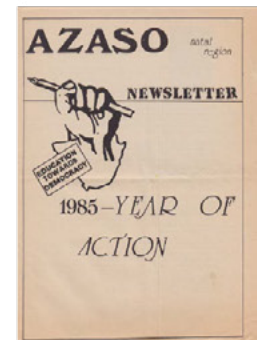 AZASO
natal
region
NEWSLETTER
EDUCATION
TOWARDS
DEMOCRACY
1985-YEAR OF
ACTION